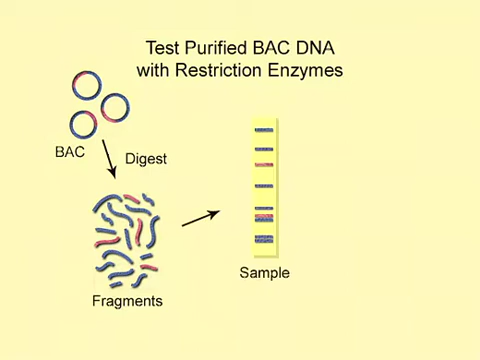 Test Purified BAC DNA
with Restriction Enzymes
BAC
Digest
Sample
Fragments